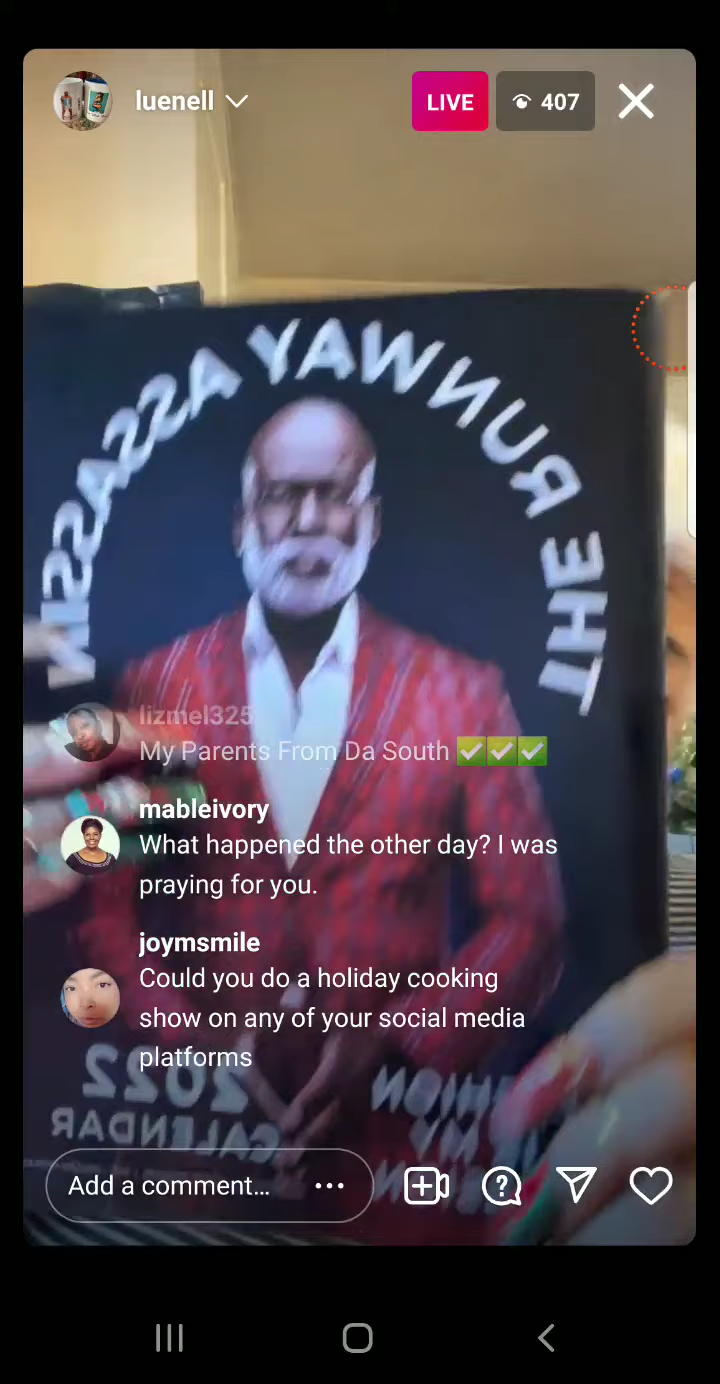 luenell
LIVE
407
THE RUNWAY ASSASSIN
lizmel325
My Parents From Da South ✅✅✅
mableivory
What happened the other day? I was
praying for you.
joymsmile
Could you do a holiday cooking
show on any of your social media
platforms
2022
CALENDAR
Add a comment...